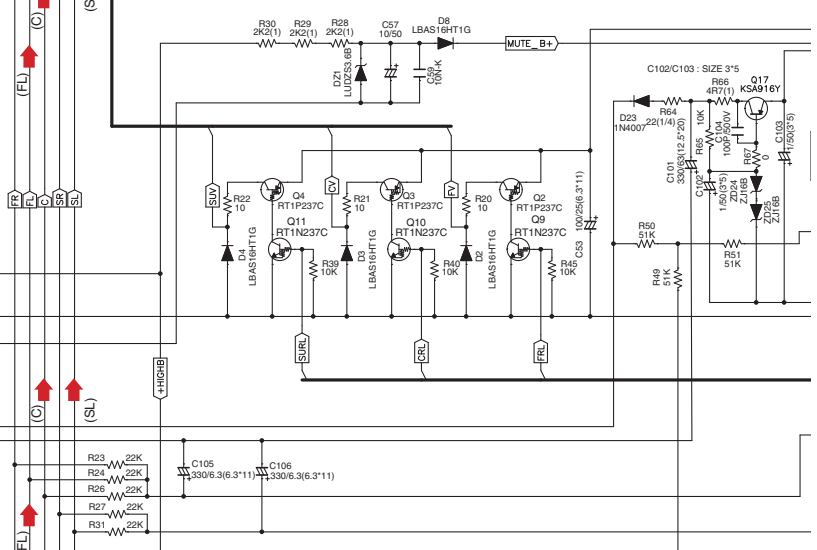 (C)
(S
(FL)
R30
2K2(1)
R29
2K2(1)
R28
2K2(1)
C57
10/50
D8
LBAS16HT1G
MUTE_B+
DZ1
LUDZS3.6B
C59
10N-K
C102/C103 : SIZE 3*5
R66
4R7(1)
Q17
KSA916Y
D23
1N4007
R64
22(1/4)
C101
330/63(12.5*20)
R65
10K
C104
100P/500V
C102
1/50(3*5)
R67
0
ZD24
ZJ16B
ZD25
ZJ16B
C103
1/50(3*5)
FR
FL
C
SR
SL
SUV
R22
10
Q4
RT1P237C
Q11
RT1N237C
D4
LBAS16HT1G
R39
10K
CV
R21
10
Q3
RT1P237C
Q10
RT1N237C
D3
LBAS16HT1G
R40
10K
FV
R20
10
Q2
RT1P237C
Q9
RT1N237C
D2
LBAS16HT1G
R45
10K
C53
100/25(6.3*11)
R50
51K
R49
51K
R51
51K
SURL
CRL
FRL
+HIGHB
(C)
(SL)
R23
22K
R24
22K
R26
22K
R27
22K
R31
22K
C105
330/6.3(6.3*11)
C106
330/6.3(6.3*11)
FL)